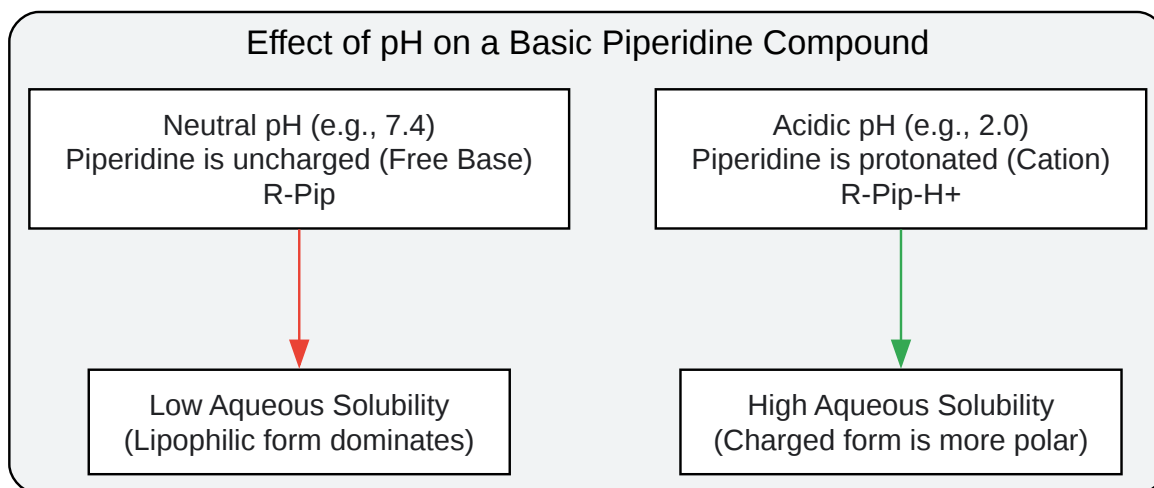 Effect of pH on a Basic Piperidine Compound
Neutral pH (e.g., 7.4)
Piperidine is uncharged (Free Base)
R-Pip
Acidic pH (e.g., 2.0)
Piperidine is protonated (Cation)
R-Pip-H+
Low Aqueous Solubility
(Lipophilic form dominates)
High Aqueous Solubility
(Charged form is more polar)